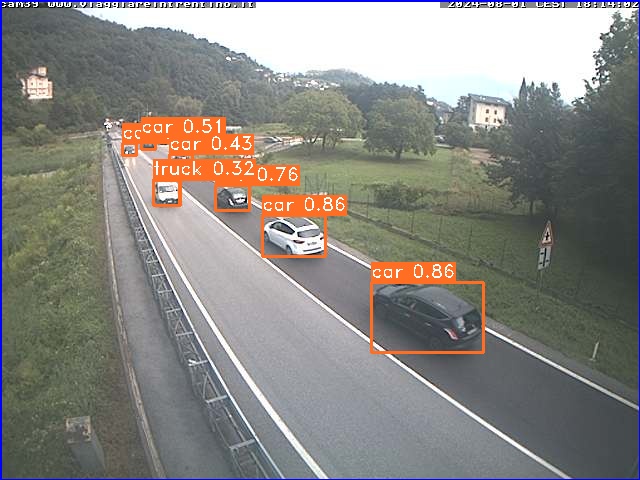 cam39 www.viaggiareintrentino.it
2024-08-01 CEST 18:14:02
car 0.51
car 0.43
truck 0.32
0.76
car 0.86
car 0.86